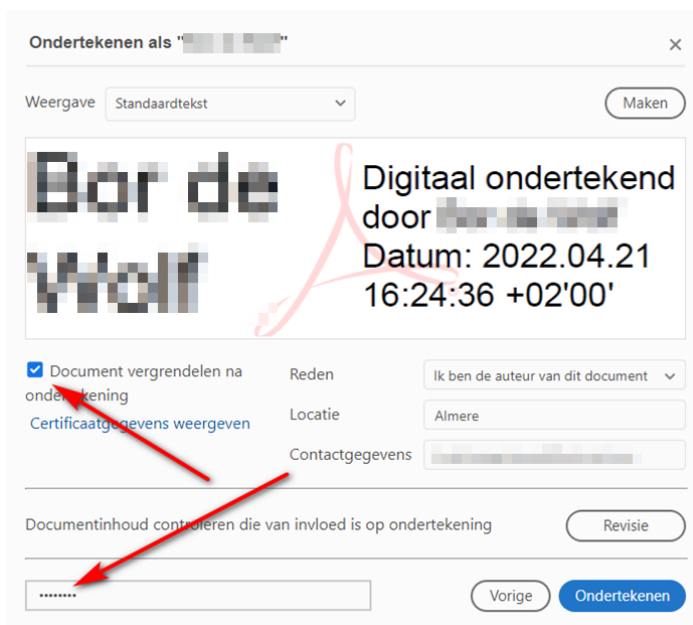 Ondertekenen als "
Weergave Standaardtekst Maken
Digitaal ondertekend
door
Datum: 2022.04.21
16:24:36 +02'00'
Document vergrendelen na
ondertekening
Certificaatgegevens weergeven
Reden Ik ben de auteur van dit document
Locatie Almere
Contactgegevens
Documentinhoud controleren die van invloed is op ondertekening Revisie
Vorige Ondertekenen